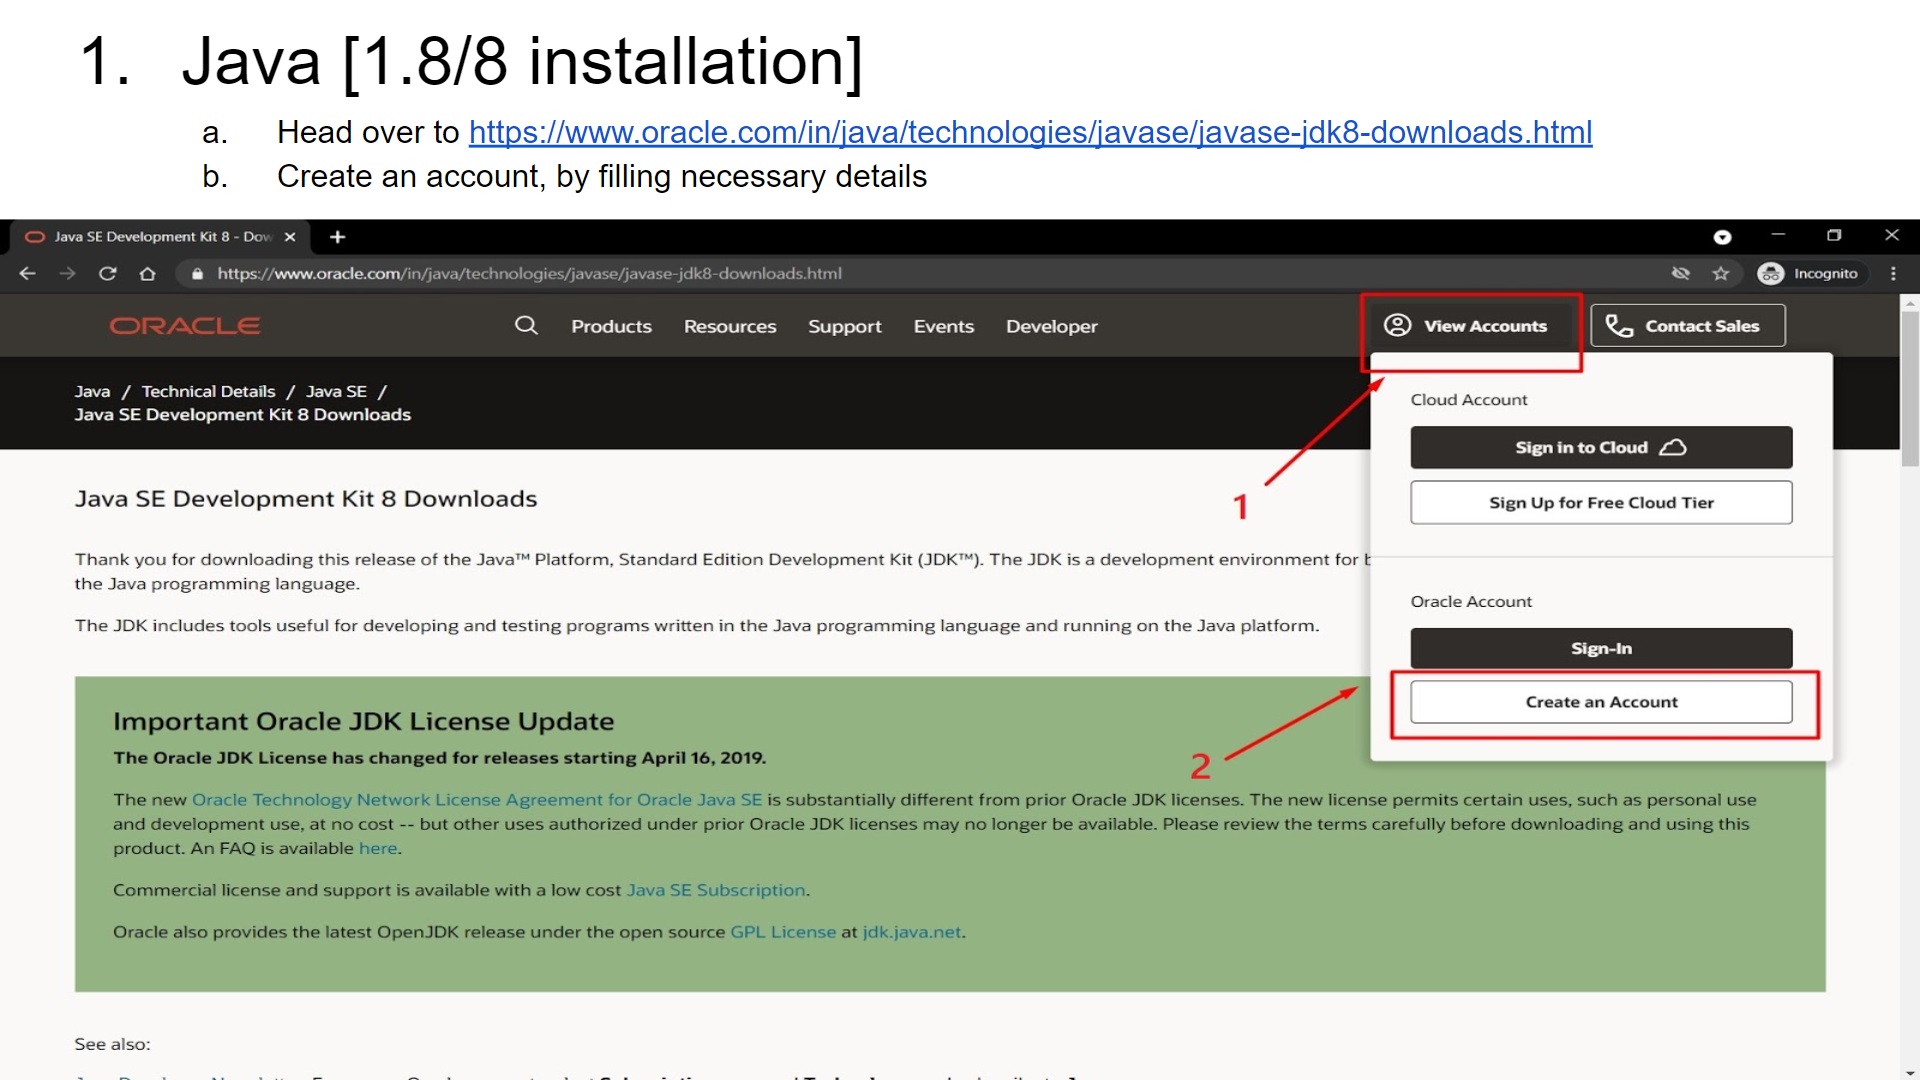 1. Java [1.8/8 installation]
a. Head over to https://www.oracle.com/in/java/technologies/javase/javase-jdk8-downloads.html
b. Create an account, by filling necessary details
Java SE Development Kit 8 - Dow
https://www.oracle.com/in/java/technologies/javase/javase-jdk8-downloads.html
Incognito
ORACLE
Products Resources Support Events Developer
View Accounts
Contact Sales
Java / Technical Details / Java SE /
Java SE Development Kit 8 Downloads
Cloud Account
Sign in to Cloud
Sign Up for Free Cloud Tier
1
Oracle Account
Sign-In
Create an Account
2
Java SE Development Kit 8 Downloads
Thank you for downloading this release of the Java™ Platform, Standard Edition Development Kit (JDK™). The JDK is a development environment for
the Java programming language.
The JDK includes tools useful for developing and testing programs written in the Java programming language and running on the Java platform.
Important Oracle JDK License Update
The Oracle JDK License has changed for releases starting April 16, 2019.
The new Oracle Technology Network License Agreement for Oracle Java SE is substantially different from prior Oracle JDK licenses. The new license permits certain uses, such as personal use
and development use, at no cost -- but other uses authorized under prior Oracle JDK licenses may no longer be available. Please review the terms carefully before downloading and using this
product. An FAQ is available here.
Commercial license and support is available with a low cost Java SE Subscription.
Oracle also provides the latest OpenJDK release under the open source GPL License at jdk.java.net.
See also: